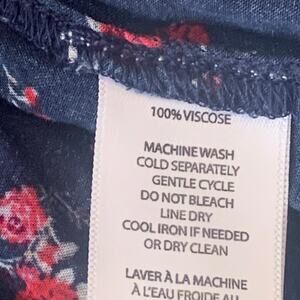 100% VISCOSE
MACHINE WASH
COLD SEPARATELY
GENTLE CYCLE
DO NOT BLEACH
LINE DRY
COOL IRON IF NEEDED
OR DRY CLEAN
LAVER À LA MACHINE
À L'EAU FROIDE AU